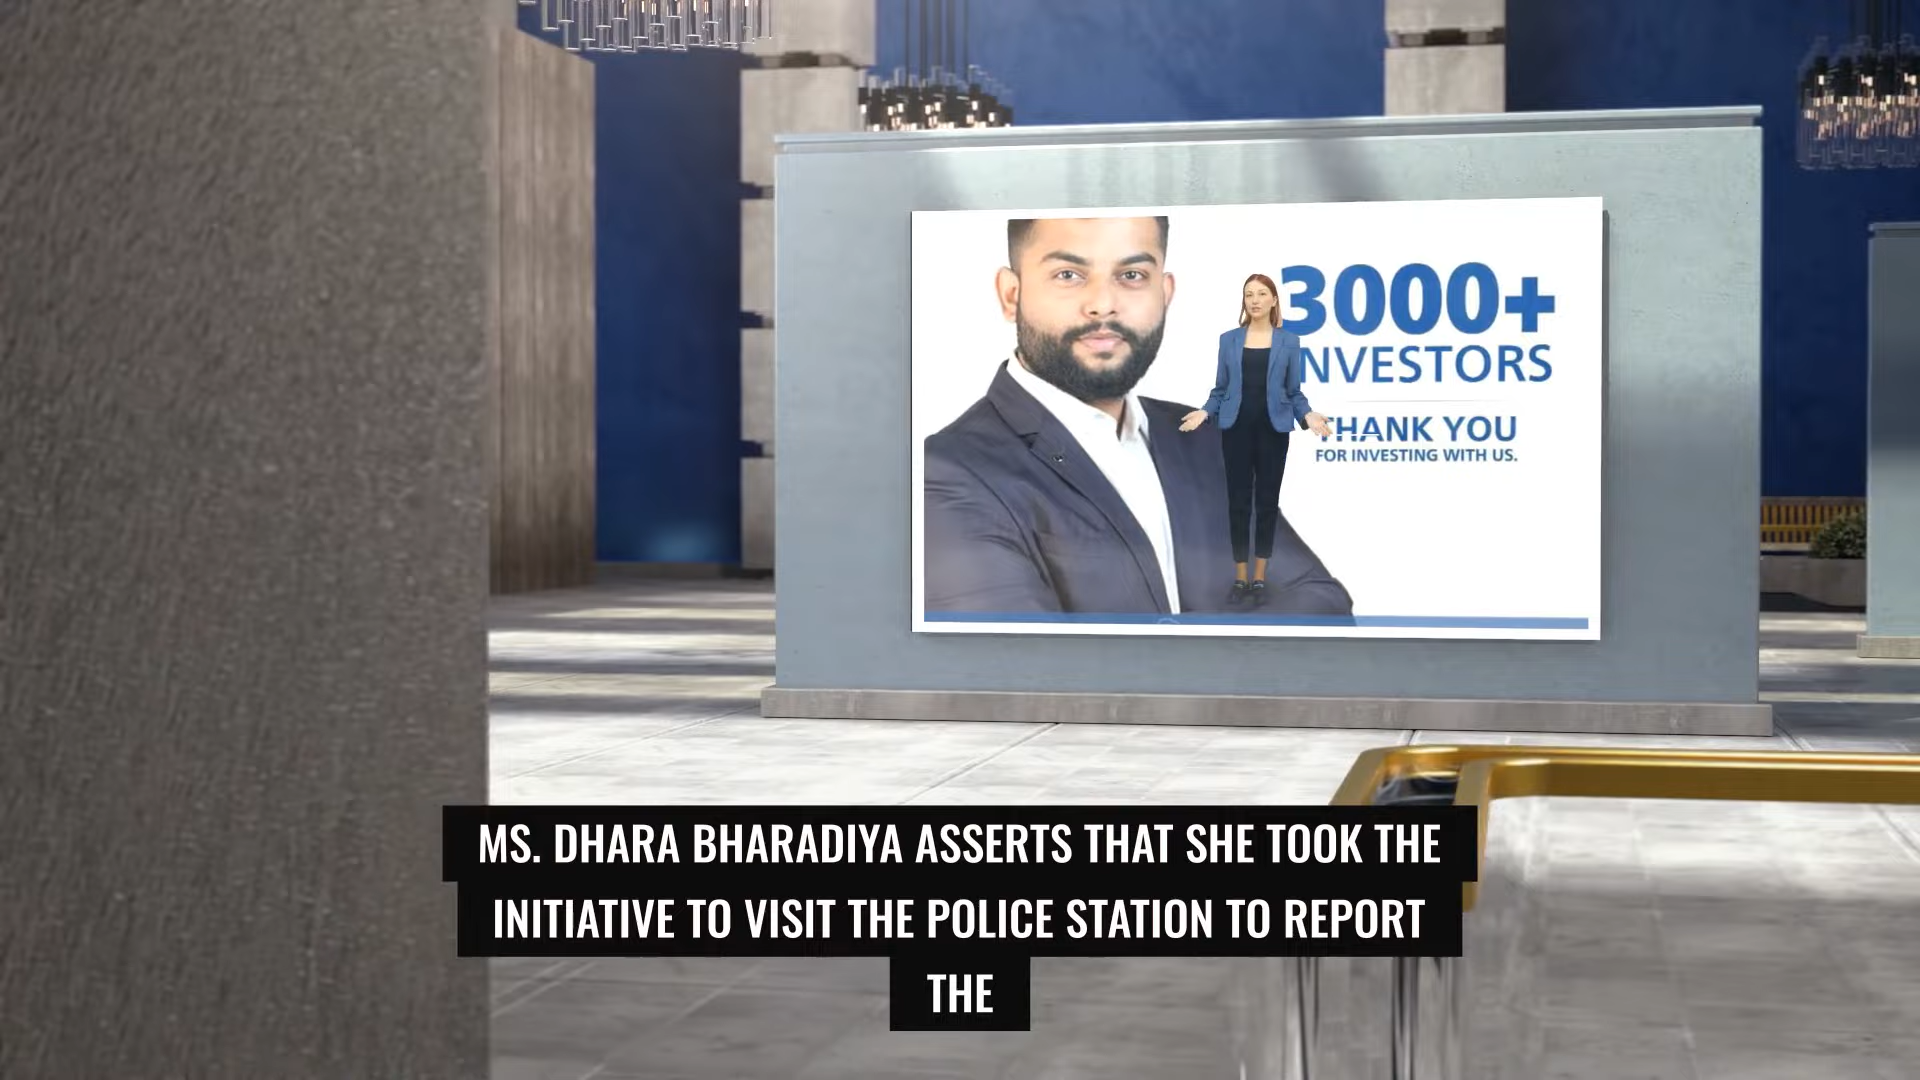 3000+
INVESTORS
THANK YOU
FOR INVESTING WITH US.
MS. DHARA BHARADIYA ASSERTS THAT SHE TOOK THE
INITIATIVE TO VISIT THE POLICE STATION TO REPORT
THE